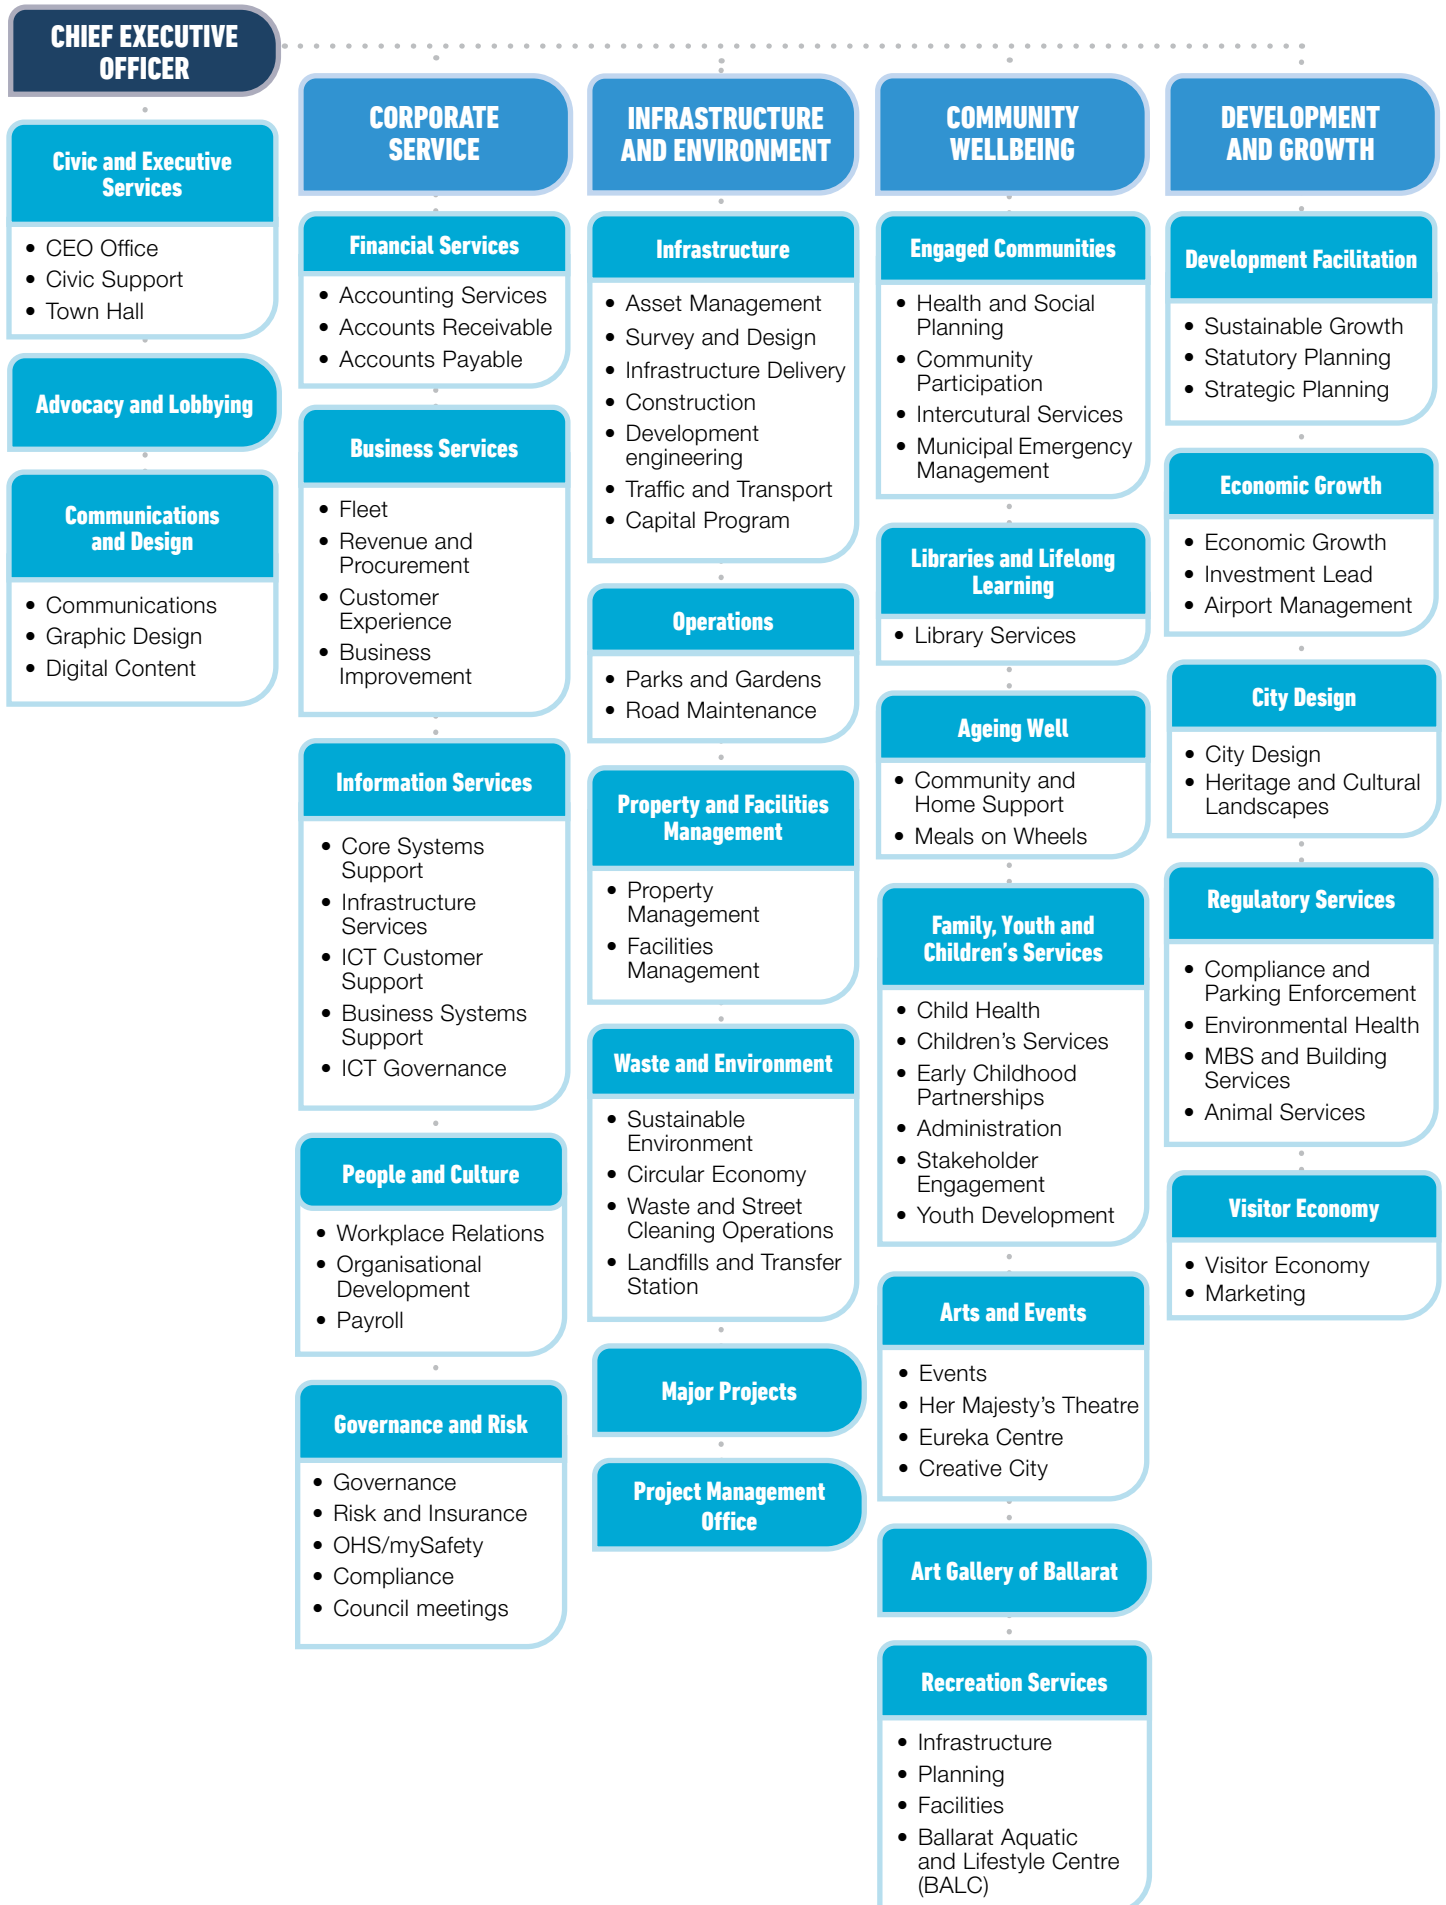 CHIEF EXECUTIVE
OFFICER
Civic and Executive
Services
• CEO Office
• Civic Support
• Town Hall
Advocacy and Lobbying
Communications
and Design
• Communications
• Graphic Design
• Digital Content
CORPORATE
SERVICE
Financial Services
• Accounting Services
• Accounts Receivable
• Accounts Payable
Business Services
• Fleet
• Revenue and
Procurement
• Customer
Experience
• Business
Improvement
Information Services
• Core Systems
Support
• Infrastructure
Services
• ICT Customer
Support
• Business Systems
Support
• ICT Governance
People and Culture
• Workplace Relations
• Organisational
Development
• Payroll
Governance and Risk
• Governance
• Risk and Insurance
• OHS/mySafety
• Compliance
• Council meetings
INFRASTRUCTURE
AND ENVIRONMENT
Infrastructure
• Asset Management
• Survey and Design
• Infrastructure Delivery
• Construction
• Development
engineering
• Traffic and Transport
• Capital Program
Operations
• Parks and Gardens
• Road Maintenance
Property and Facilities
Management
• Property
Management
• Facilities
Management
Waste and Environment
• Sustainable
Environment
• Circular Economy
• Waste and Street
Cleaning Operations
• Landfills and Transfer
Station
Major Projects
Project Management
Office
COMMUNITY
WELLBEING
Engaged Communities
• Health and Social
Planning
• Community
Participation
• Intercutural Services
• Municipal Emergency
Management
Libraries and Lifelong
Learning
• Library Services
Ageing Well
• Community and
Home Support
• Meals on Wheels
Family, Youth and
Children’s Services
• Child Health
• Children’s Services
• Early Childhood
Partnerships
• Administration
• Stakeholder
Engagement
• Youth Development
Arts and Events
• Events
• Her Majesty’s Theatre
• Eureka Centre
• Creative City
Art Gallery of Ballarat
Recreation Services
• Infrastructure
• Planning
• Facilities
• Ballarat Aquatic
and Lifestyle Centre
(BALC)
DEVELOPMENT
AND GROWTH
Development Facilitation
• Sustainable Growth
• Statutory Planning
• Strategic Planning
Economic Growth
• Economic Growth
• Investment Lead
• Airport Management
City Design
• City Design
• Heritage and Cultural
Landscapes
Regulatory Services
• Compliance and
Parking Enforcement
• Environmental Health
• MBS and Building
Services
• Animal Services
Visitor Economy
• Visitor Economy
• Marketing